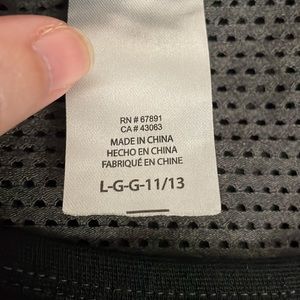 RN # 67891
CA # 43063
MADE IN CHINA
HECHO EN CHINA
FABRIQUÉ EN CHINE
L-G-G-11/13